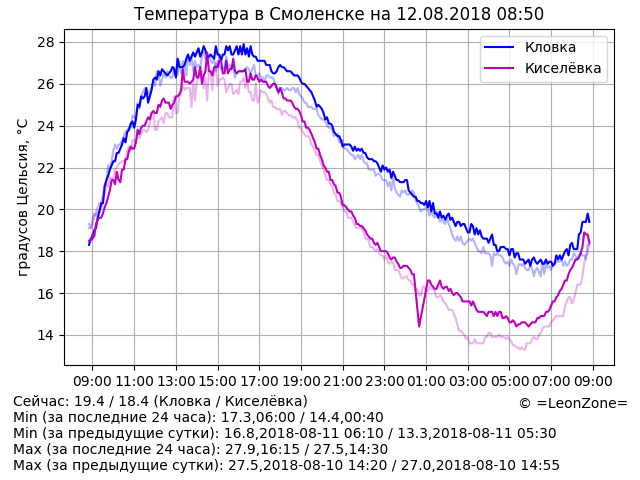 Температура в Смоленске на 12.08.2018 08:50
Кловка
Киселёвка
градусов Цельсия, °C
28
26
24
22
20
18
16
14
09:00 11:00 13:00 15:00 17:00 19:00 21:00 23:00 01:00 03:00 05:00 07:00 09:00
Сейчас: 19.4 / 18.4 (Кловка / Киселёвка)
© =LeonZone=
Min (за последние 24 часа): 17.3,06:00 / 14.4,00:40
Min (за предыдущие сутки): 16.8,2018-08-11 06:10 / 13.3,2018-08-11 05:30
Max (за последние 24 часа): 27.9,16:15 / 27.5,14:30
Max (за предыдущие сутки): 27.5,2018-08-10 14:20 / 27.0,2018-08-10 14:55